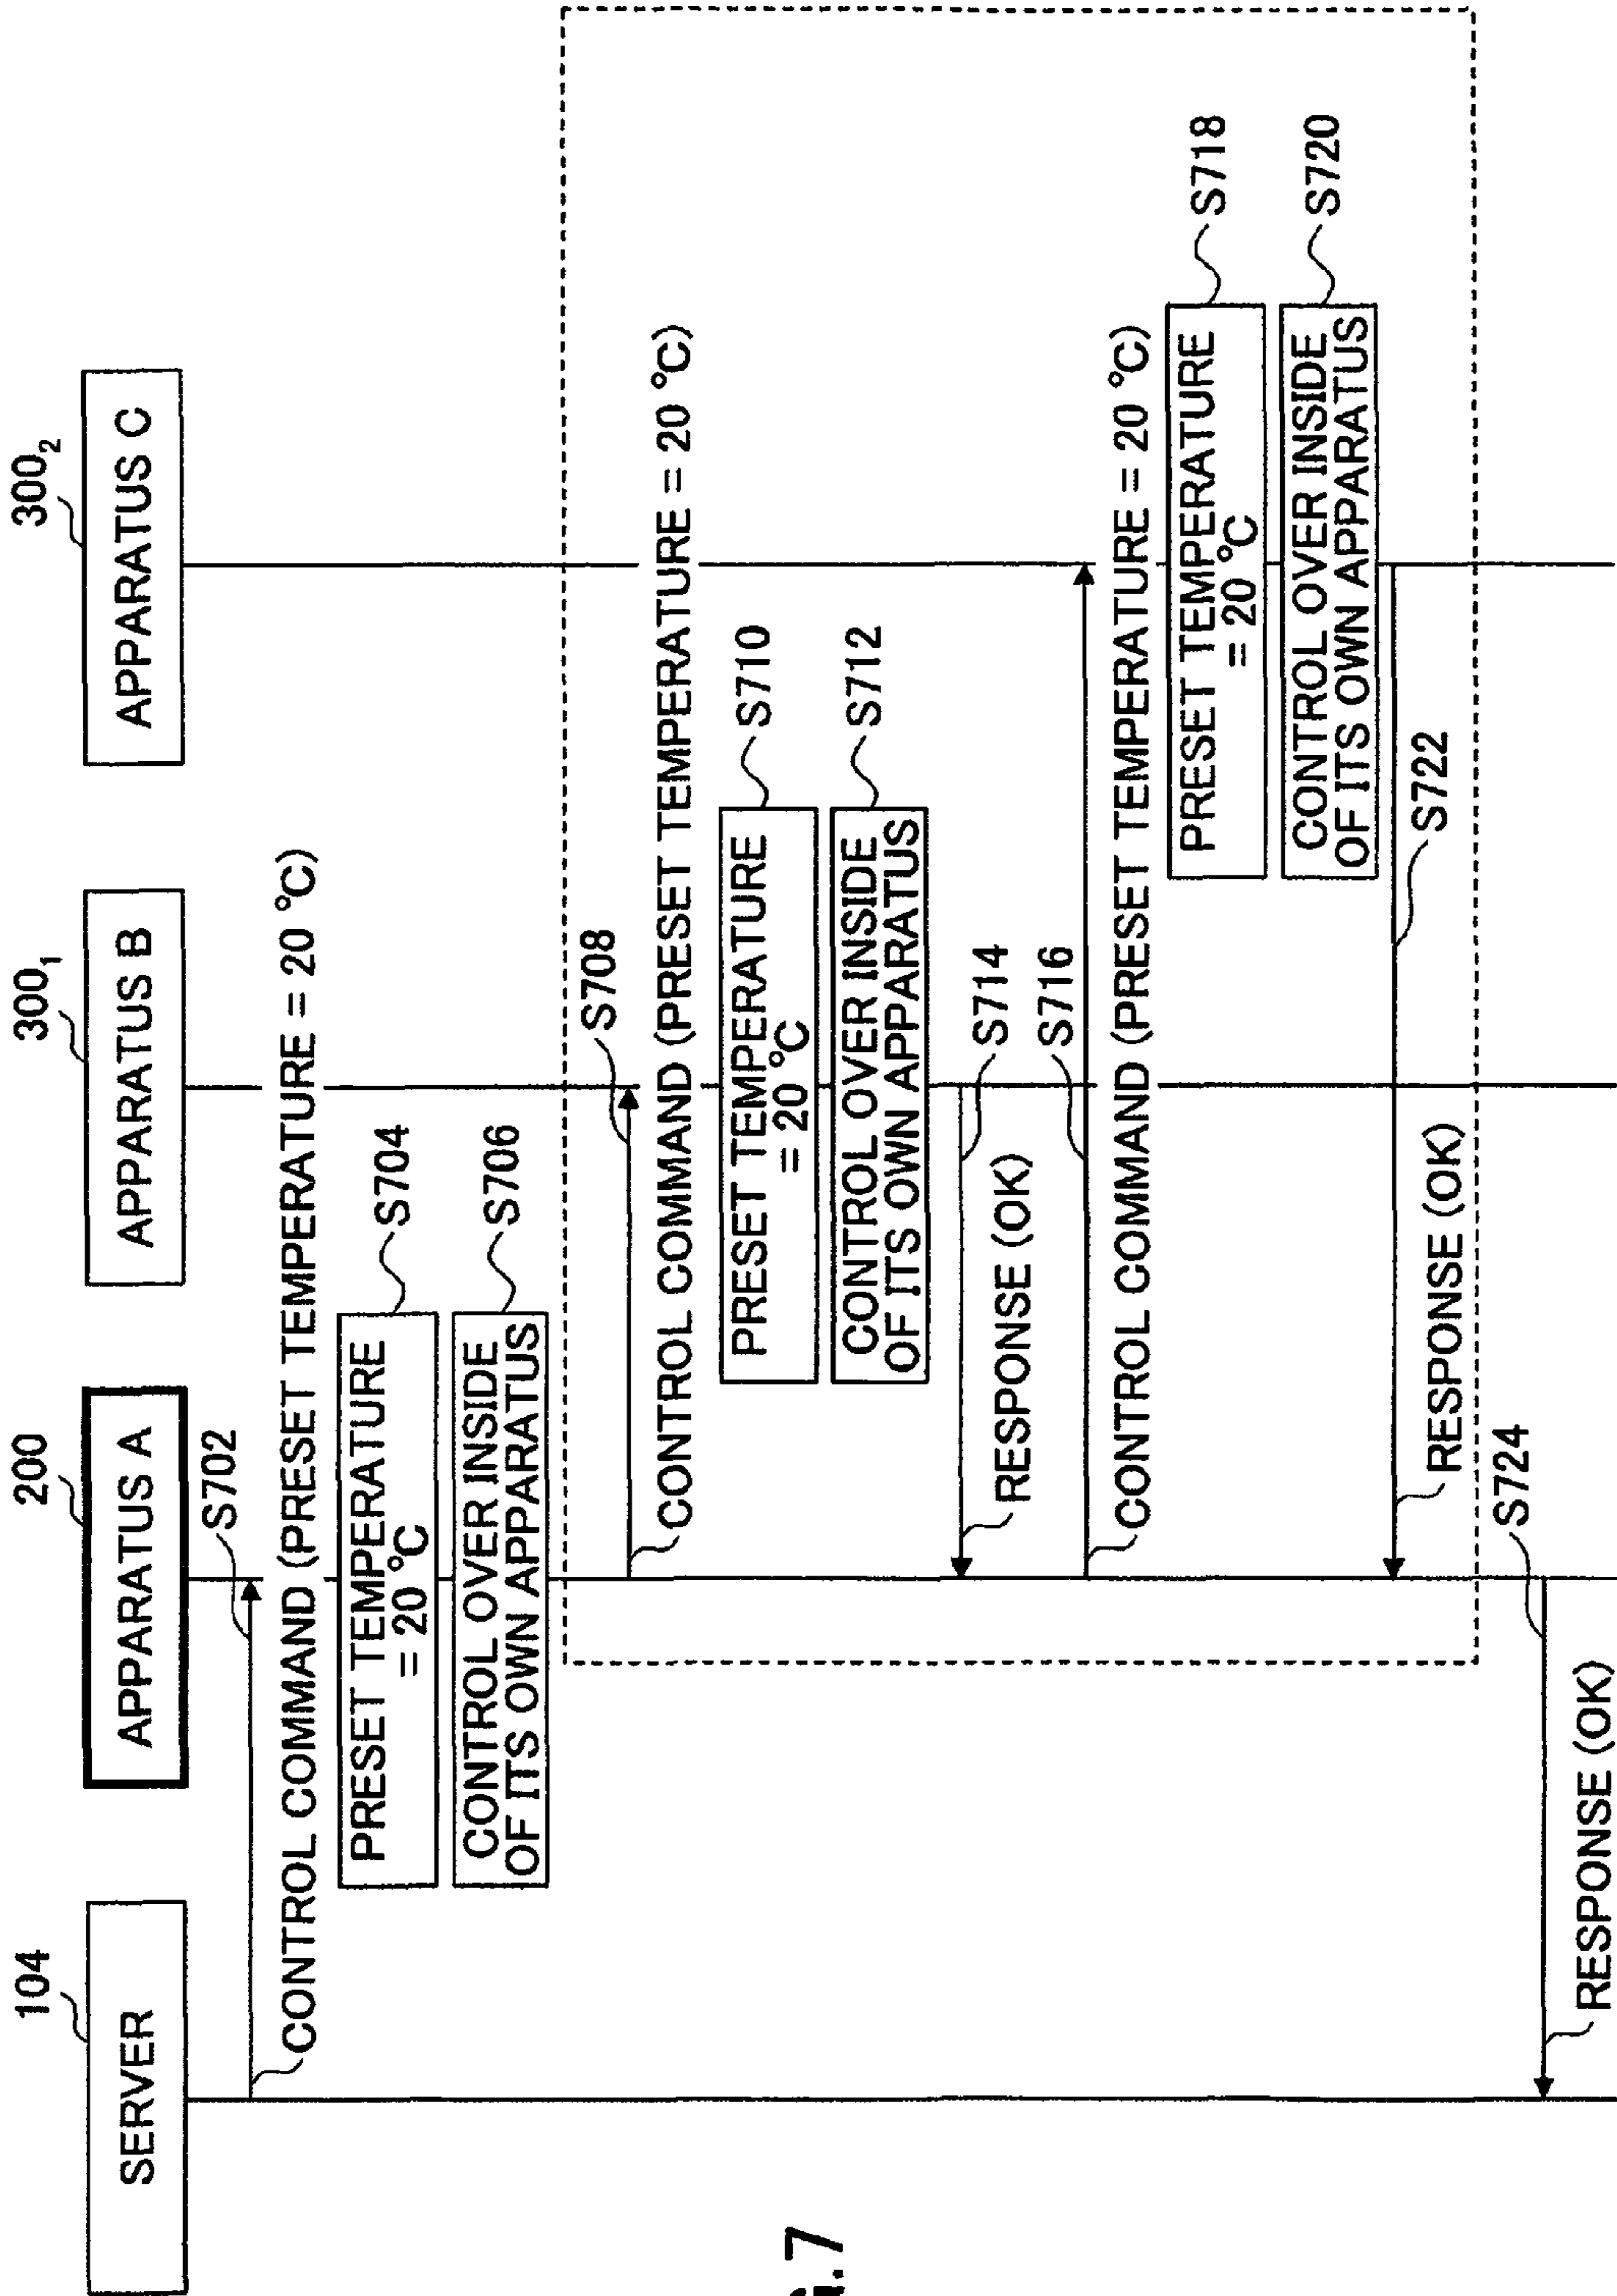 104
200
300₁
300₂
SERVER
APPARATUS A
APPARATUS B
APPARATUS C
S702
CONTROL COMMAND (PRESET TEMPERATURE = 20 °C)
PRESET TEMPERATURE
= 20 °C
S704
CONTROL OVER INSIDE
OF ITS OWN APPARATUS
S706
S708
CONTROL COMMAND (PRESET TEMPERATURE = 20 °C)
PRESET TEMPERATURE
= 20 °C
S710
CONTROL OVER INSIDE
OF ITS OWN APPARATUS
S712
S714
RESPONSE (OK)
S716
CONTROL COMMAND (PRESET TEMPERATURE = 20 °C)
PRESET TEMPERATURE
= 20 °C
S718
CONTROL OVER INSIDE
OF ITS OWN APPARATUS
S720
S722
RESPONSE (OK)
S724
RESPONSE (OK)
.7